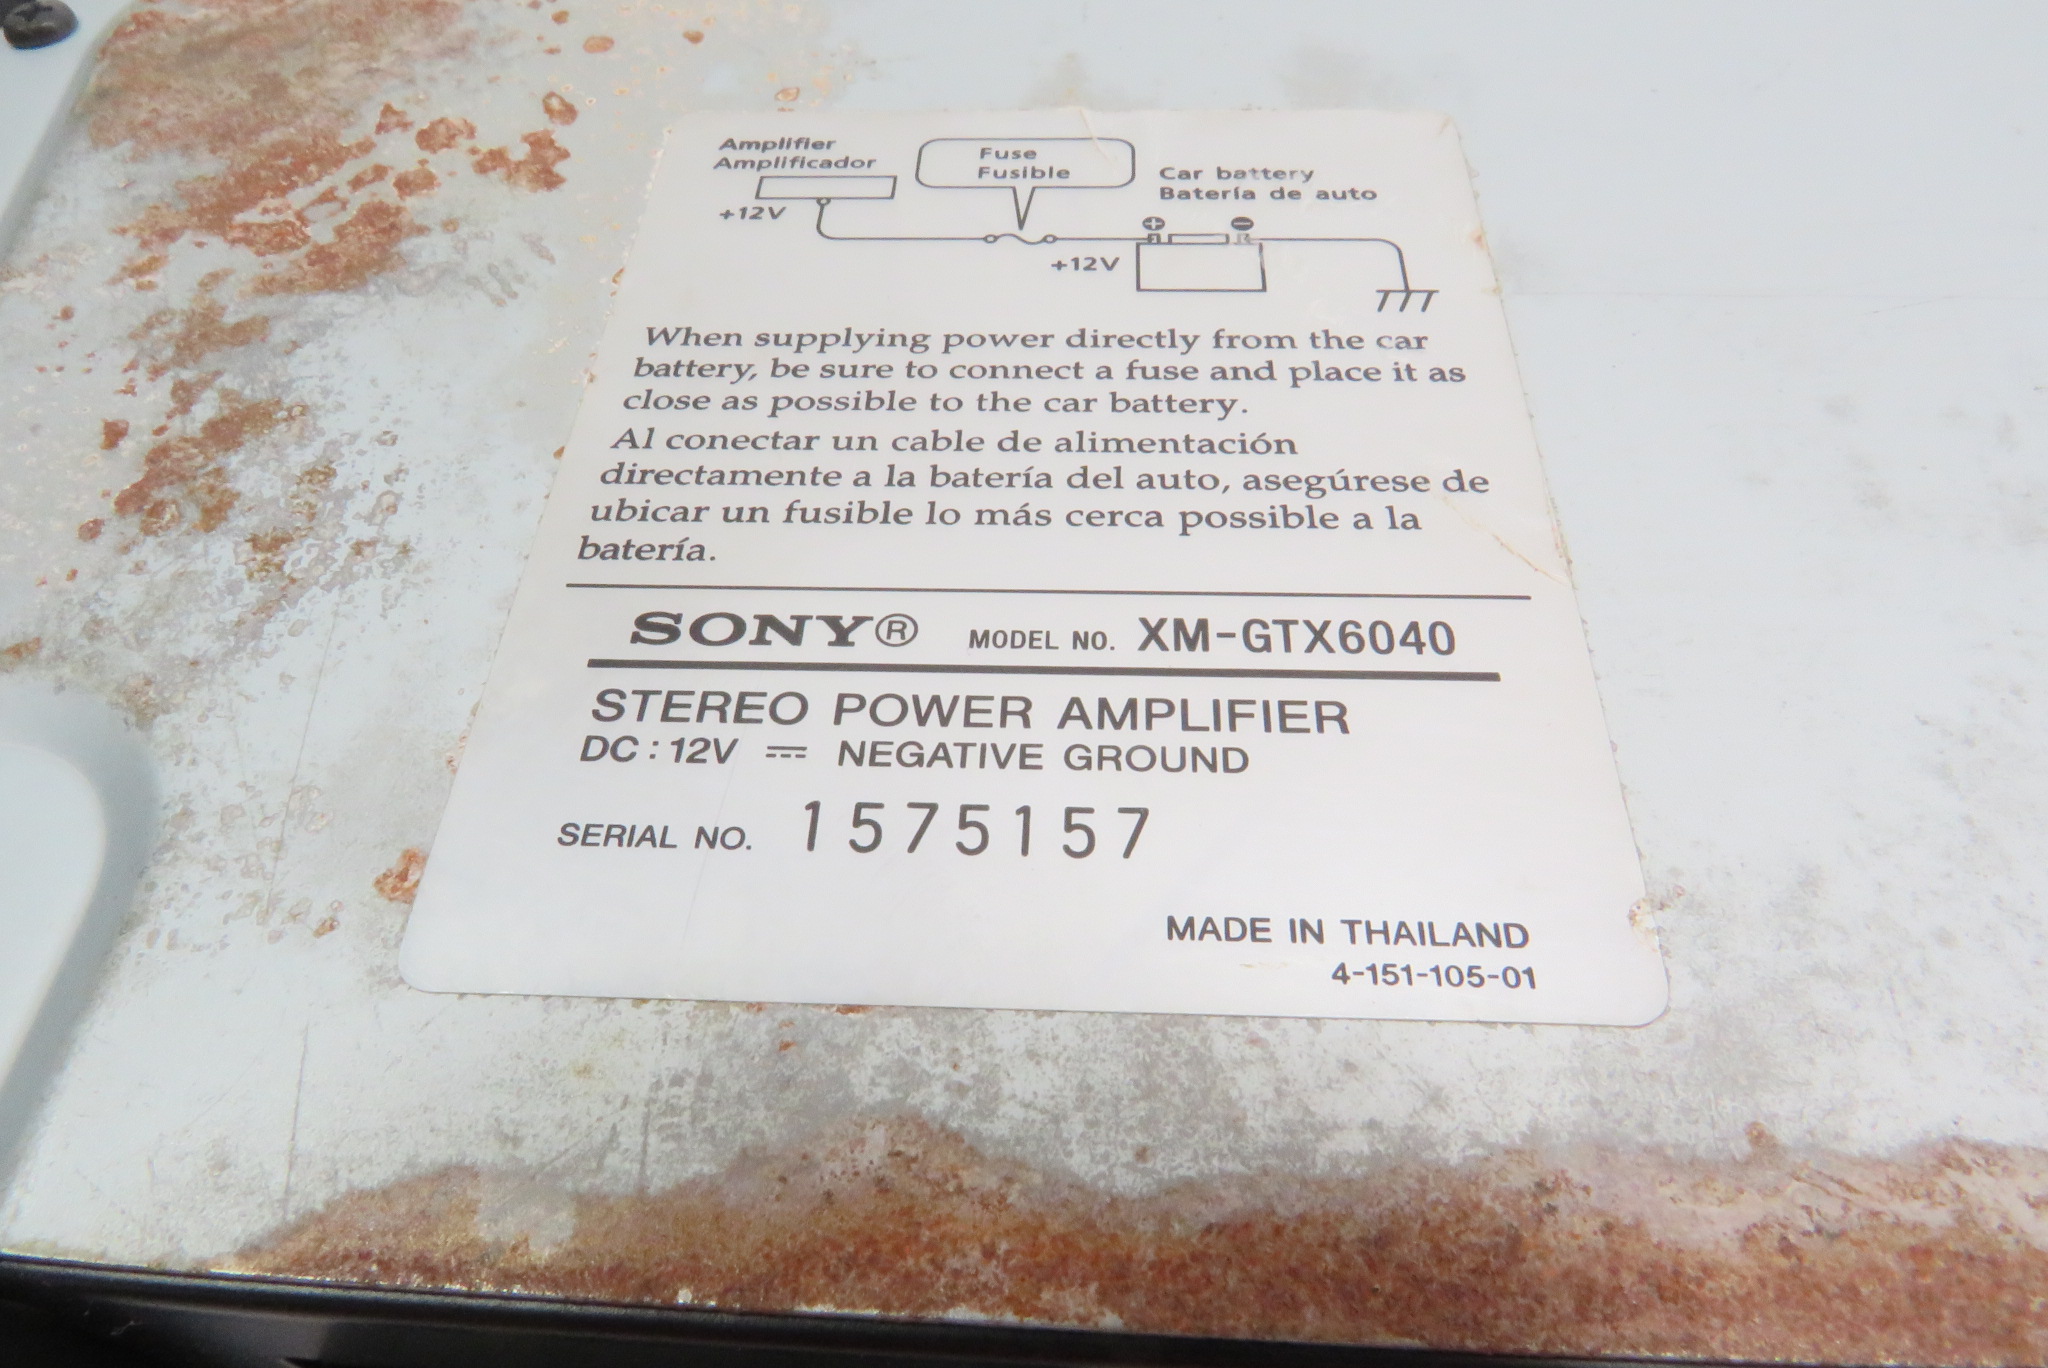 Amplifier
Amplificador
+12V
Fuse
Fusible
Car battery
Batería de auto
+12V
When supplying power directly from the car
battery, be sure to connect a fuse and place it as
close as possible to the car battery.
Al conectar un cable de alimentación
directamente a la batería del auto, asegúrese de
ubicar un fusible lo más cerca possible a la
batería.
SONY® MODEL NO. XM-GTX6040
STEREO POWER AMPLIFIER
DC : 12V ⎓ NEGATIVE GROUND
SERIAL NO. 1575157
MADE IN THAILAND
4-151-105-01